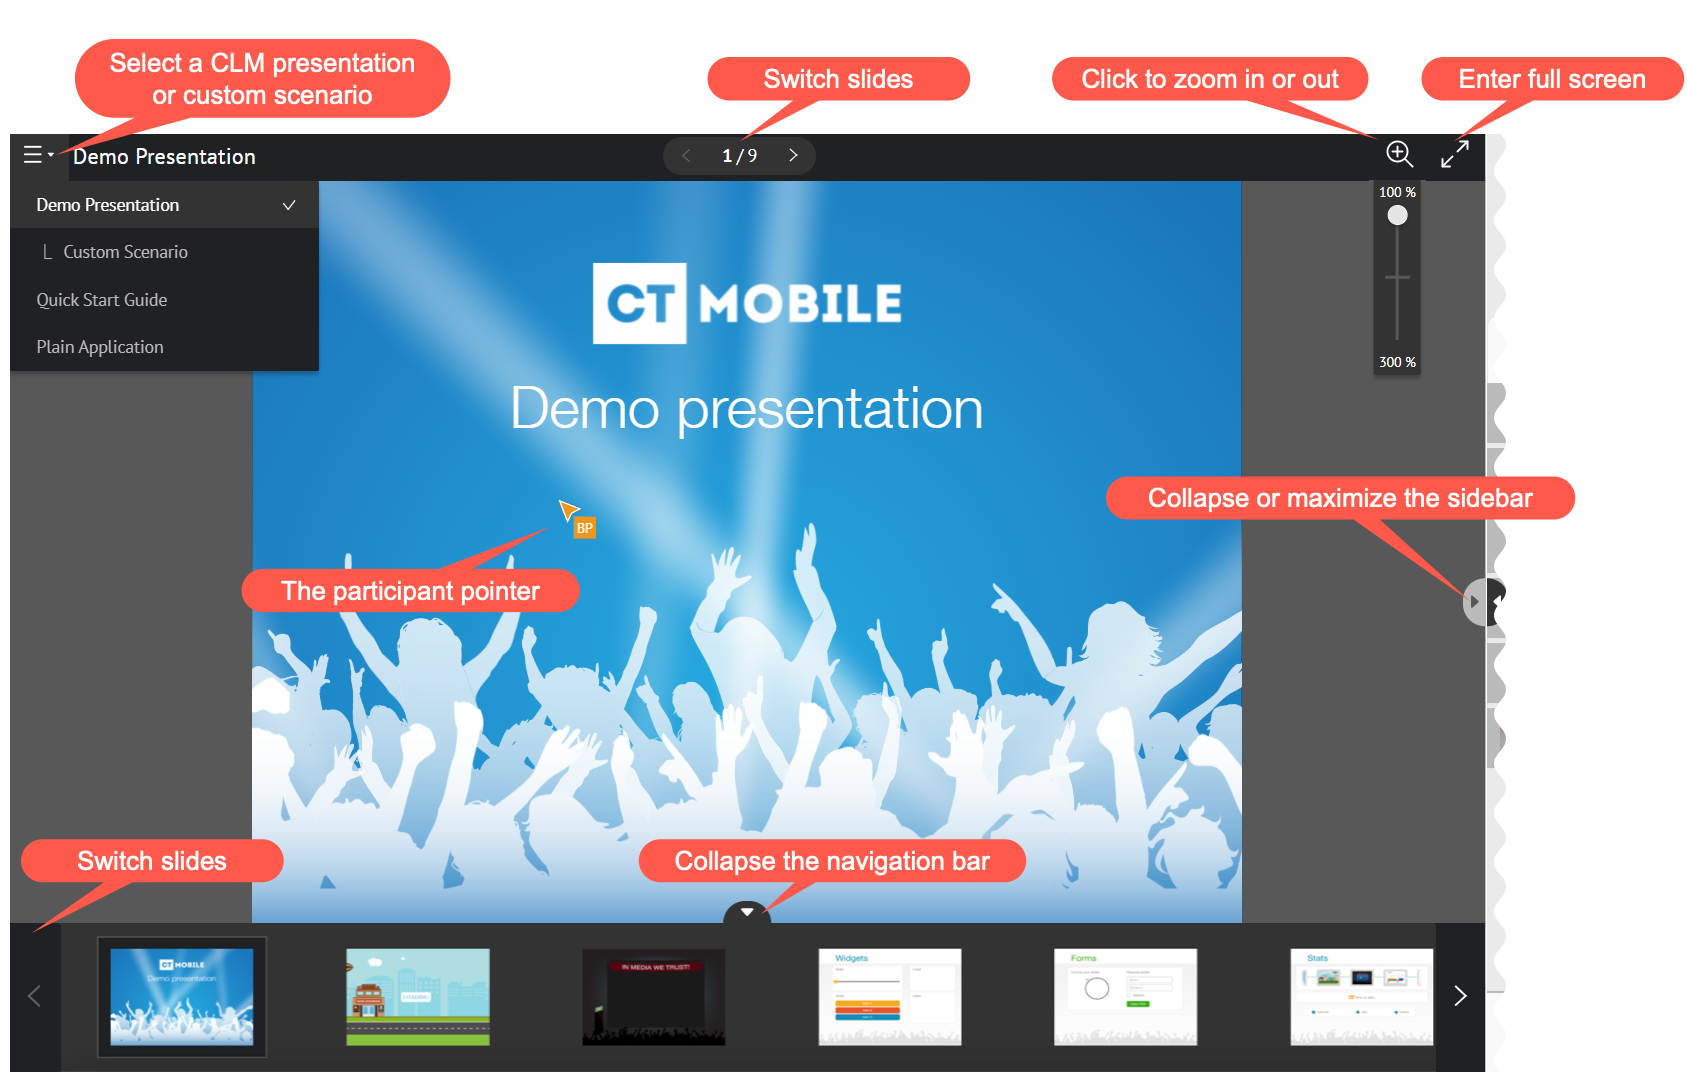 Select a CLM presentation
or custom scenario
Switch slides
Click to zoom in or out
Enter full screen
Demo Presentation
1 / 9
100 %
Demo Presentation
Custom Scenario
Quick Start Guide
Plain Application
300 %
CT MOBILE
Demo presentation
Collapse or maximize the sidebar
BP
The participant pointer
Switch slides
Collapse the navigation bar
CT MOBILE
Demo presentation
LOADING
IN MEDIA WE TRUST!
Widgets
Forms
Stats